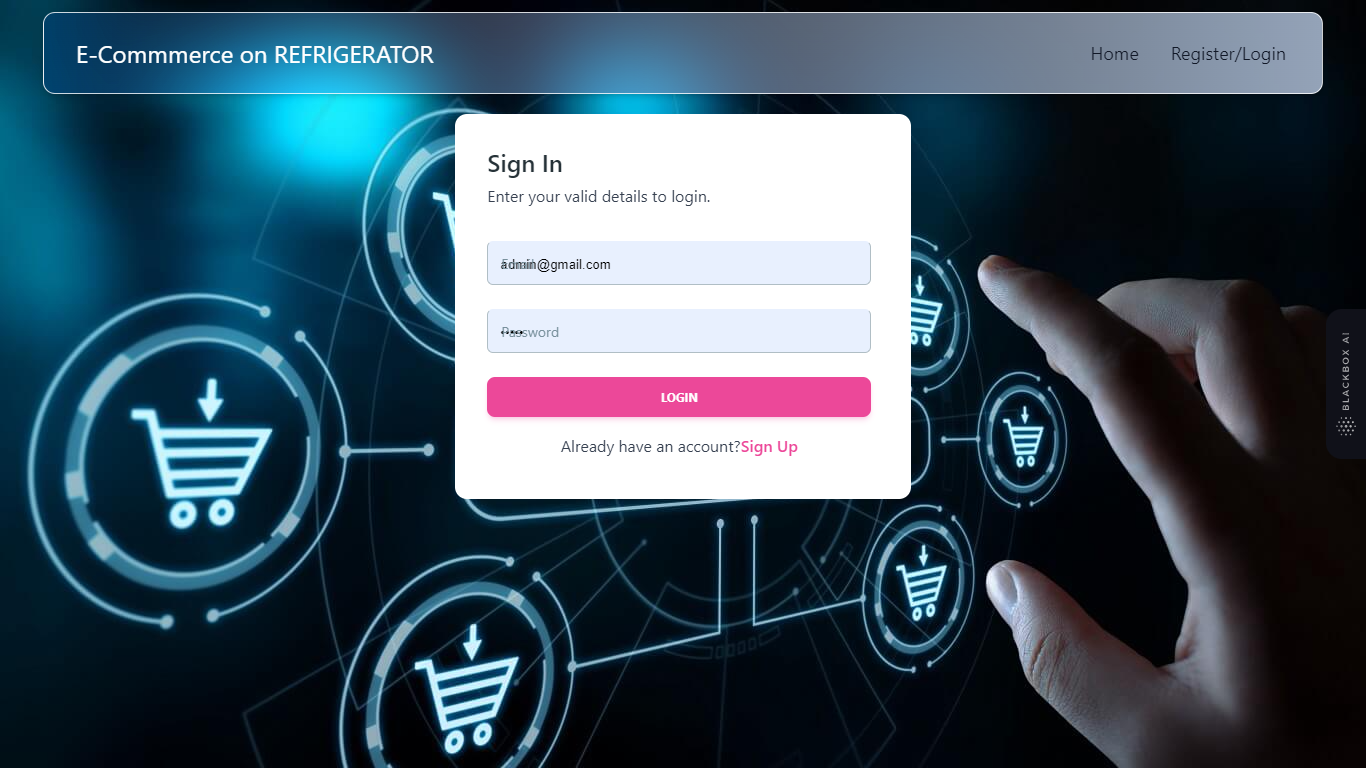 E-Commmerce on REFRIGERATOR
Home
Register/Login
Sign In
Enter your valid details to login.
admin@gmail.com
Password
LOGIN
Already have an account?Sign Up
BLACKBOX AI